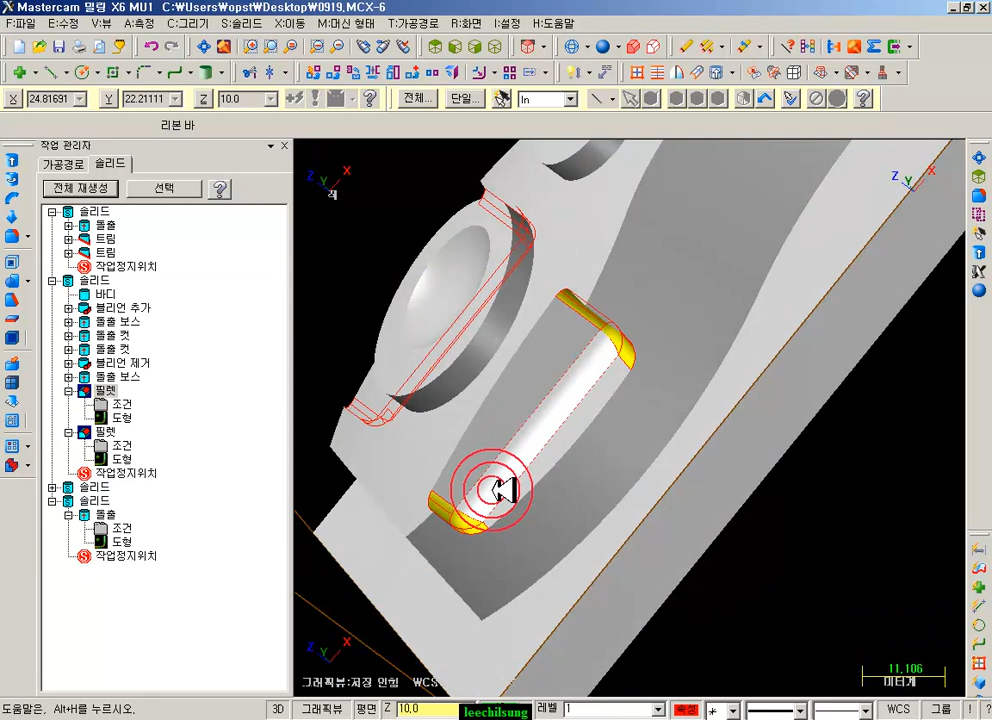 Mastercam 밀링 X6 MU1 C:₩Users₩opst₩Desktop₩0919.MCX-6
F:파일 E:수정 V:뷰 A:측정 C:그리기 S:솔리드 X:이동 M:머신 형태 T:가공경로 R:화면 I:설정 H:도움말
X 24.81691 Y 22.21111 Z 10.0 전체... 단일... In
리본 바
작업 관리자
가공경로 솔리드
전체 재생성 선택
솔리드
돌출
트림
트림
작업정지위치
솔리드
바디
불리언 추가
돌출 보스
돌출 컷
돌출 컷
불리언 제거
돌출 보스
필렛
조건
도형
필렛
조건
도형
작업정지위치
솔리드
솔리드
돌출
조건
도형
작업정지위치
Z Y X
Z Y X
Z Y X
11,106
미터계
그래픽뷰:저장 안됨 WCS
도움말은, Alt+H를 누르시오. 3D 그래픽뷰 평면 Z 10.0 레벨 1 속성 WCS 그룹 ! ?
leechilsung